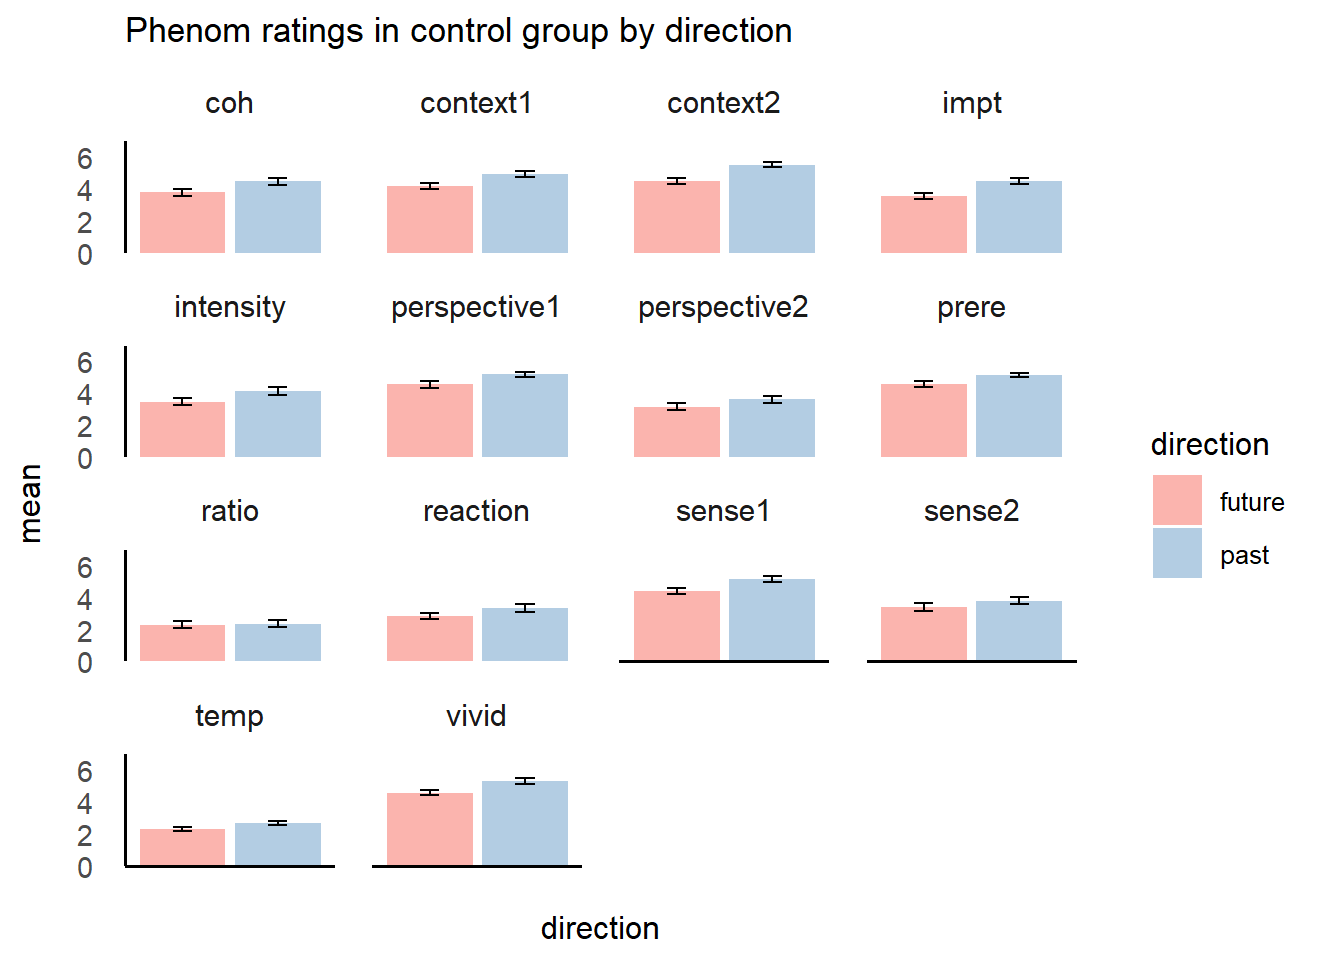 Phenom ratings in control group by direction
coh
context1
context2
impt
6
4
2
0
intensity
perspective1
perspective2
prere
6
4
2
0
ratio
reaction
sense1
sense2
6
4
2
0
temp
vivid
6
4
2
0
mean
direction
direction
future
past